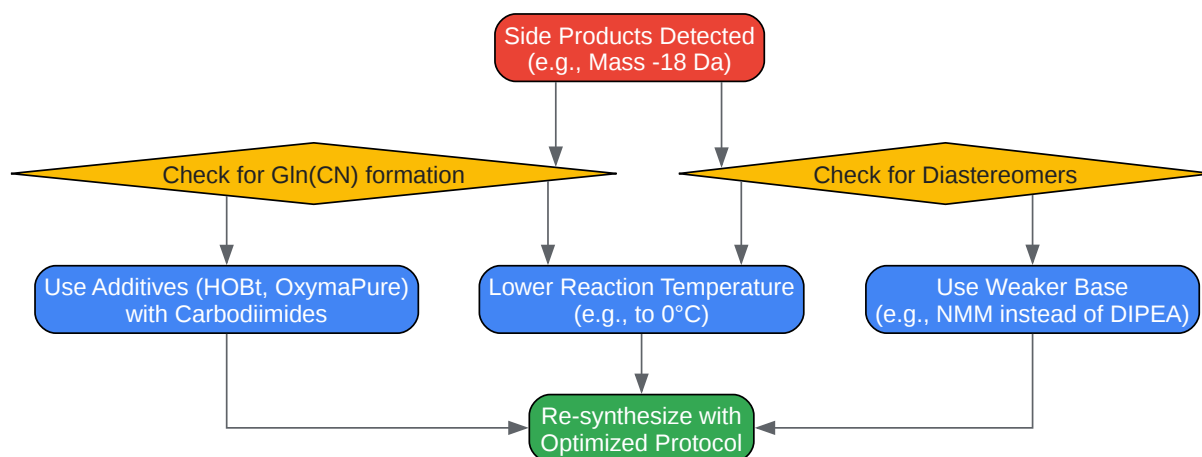 Side Products Detected
(e.g., Mass -18 Da)
Check for Gln(CN) formation
Check for Diastereomers
Use Additives (HOBt, OxymaPure)
with Carbodiimides
Lower Reaction Temperature
(e.g., to 0°C)
Use Weaker Base
(e.g., NMM instead of DIPEA)
Re-synthesize with
Optimized Protocol